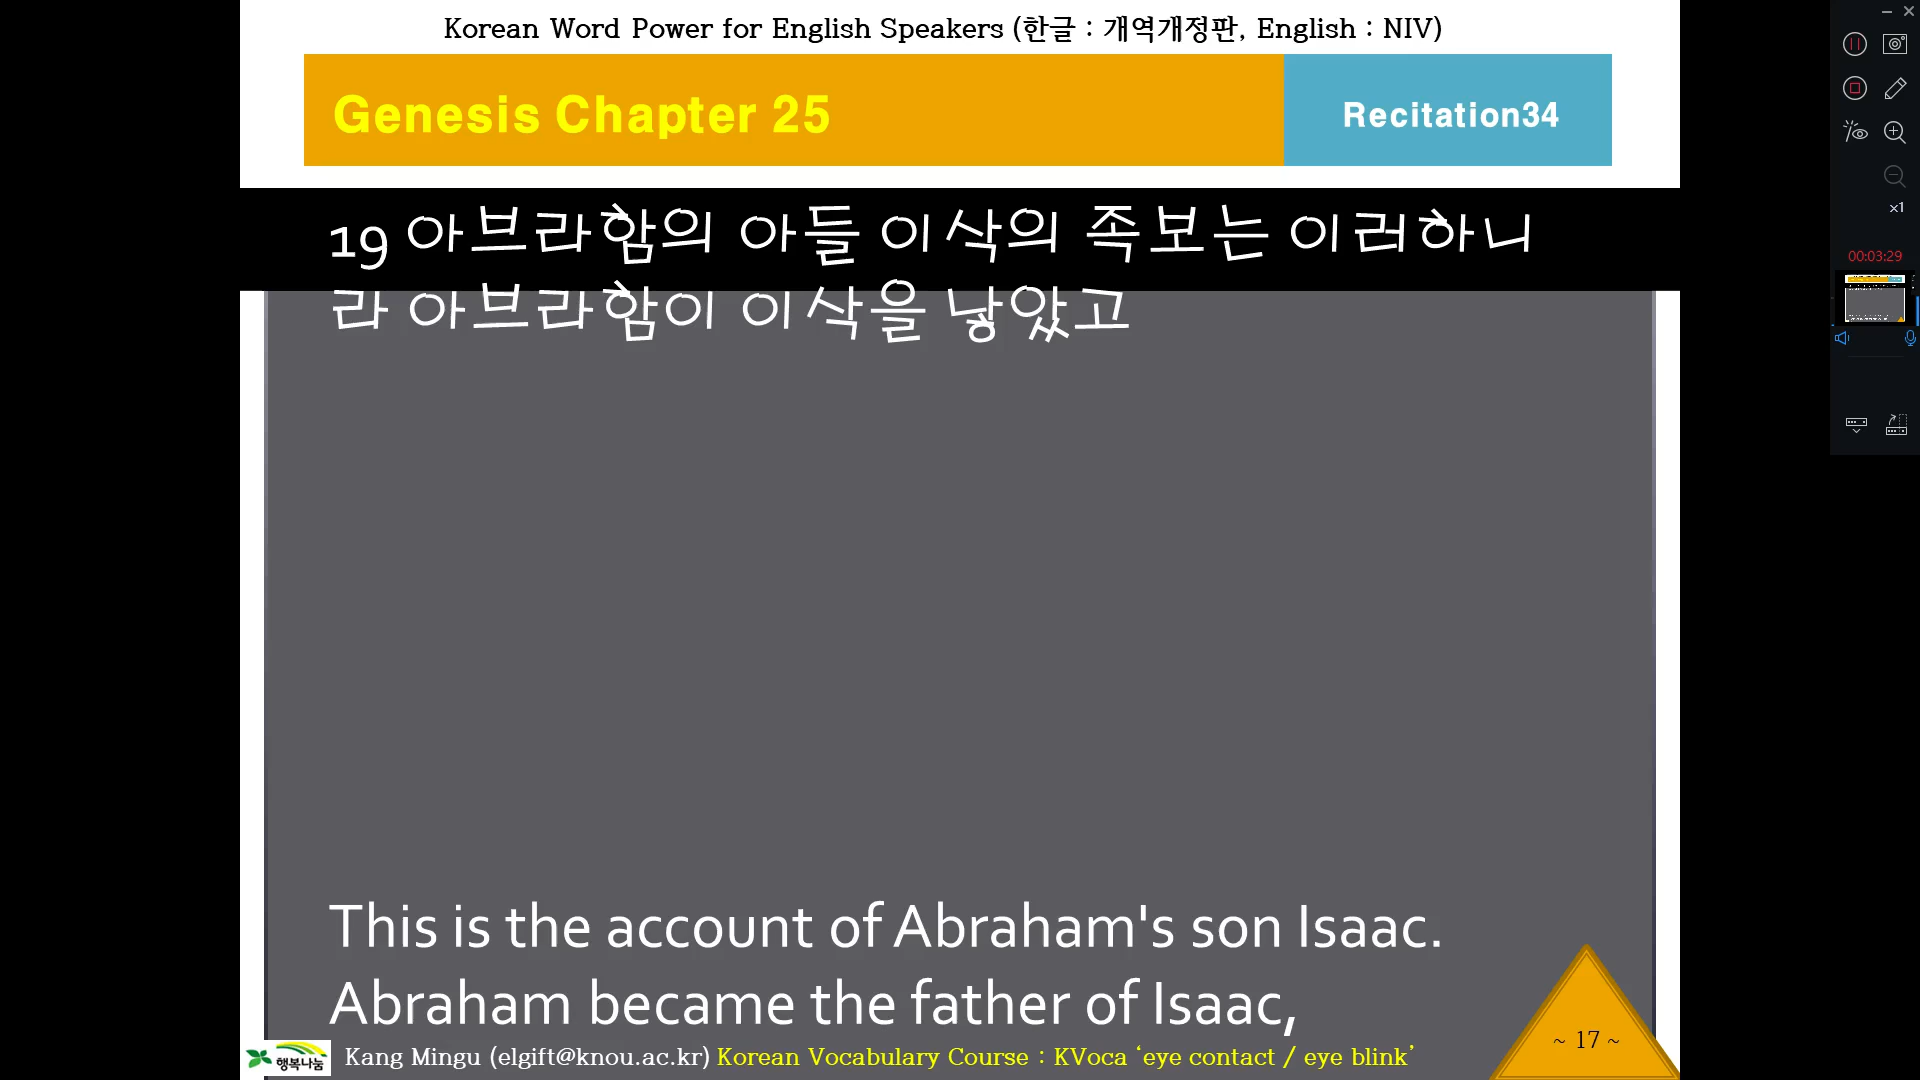 Korean Word Power for English Speakers (한글 : 개역개정판, English : NIV)
Genesis Chapter 25
Recitation34
19 아브라함의 아들 이삭의 족보는 이러하니
라 아브라함이 이삭을 낳았고
This is the account of Abraham's son Isaac.
Abraham became the father of Isaac,
~ 17 ~
행복나눔
Kang Mingu (elgift@knou.ac.kr) Korean Vocabulary Course : KVoca ‘eye contact / eye blink’
x1
00:03:29